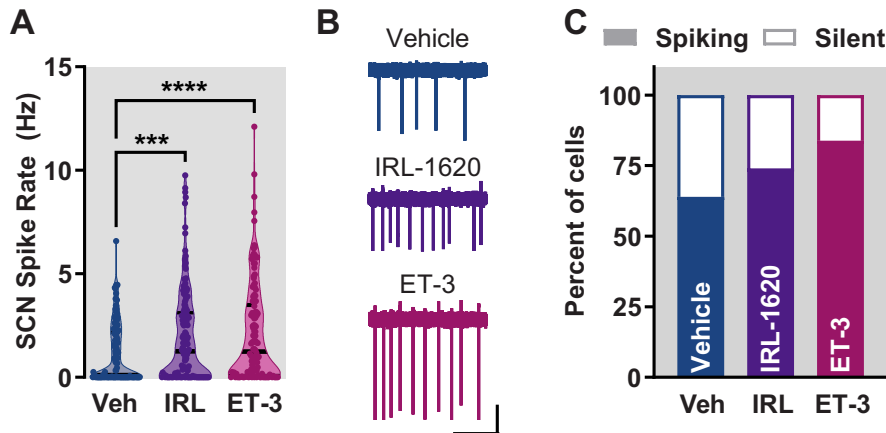 A
SCN Spike Rate (Hz)
15
10
5
0
****
***
Veh IRL ET-3
B
Vehicle
IRL-1620
ET-3
C
Spiking Silent
Percent of cells
100
75
50
25
0
Vehicle
IRL-1620
ET-3
Veh IRL ET-3